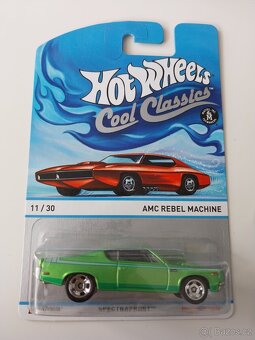 Hot Wheels
Cool Classics
11 / 30
AMC REBEL MACHINE
SPECTRAFROST